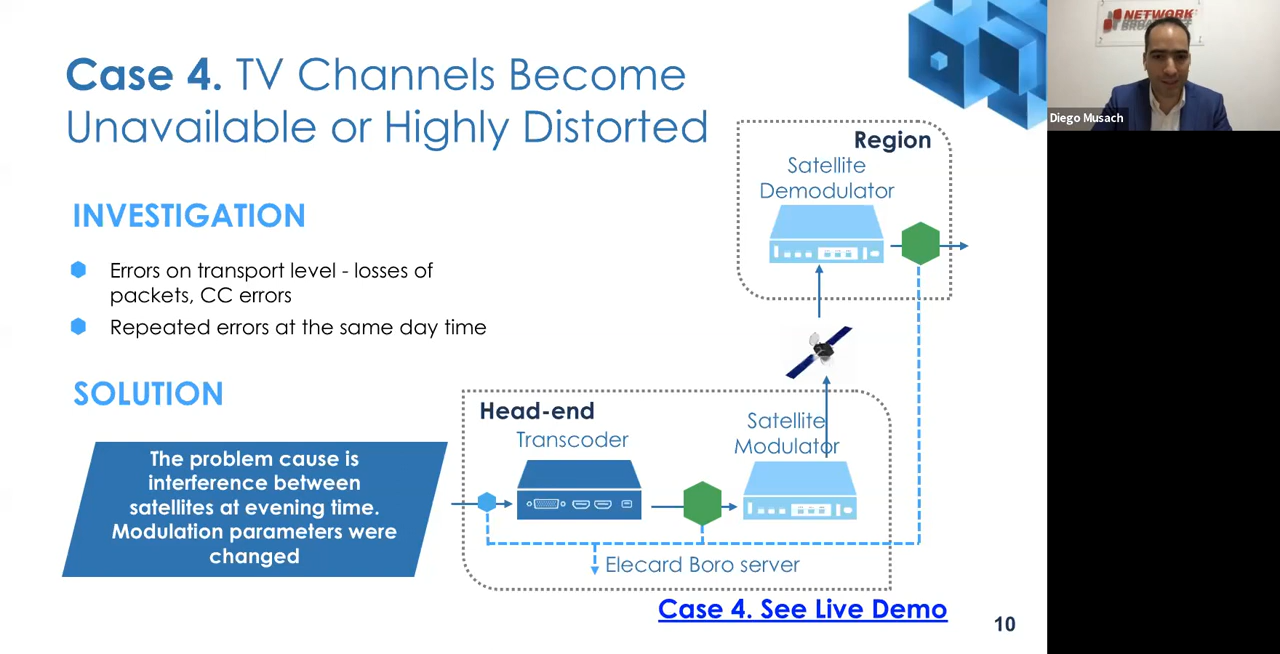 Case 4. TV Channels Become
Unavailable or Highly Distorted
INVESTIGATION
Errors on transport level - losses of
packets, CC errors
Repeated errors at the same day time
SOLUTION
The problem cause is
interference between
satellites at evening time.
Modulation parameters were
changed
Region
Satellite
Demodulator
Head-end
Transcoder
Satellite
Modulator
Elecard Boro server
Case 4. See Live Demo
10
NETWORK
BROADCAST
Diego Musach